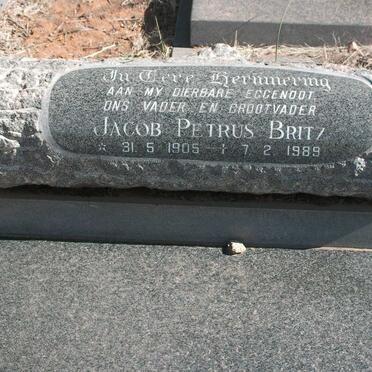 In Tere Herinnering
AAN MY DIERBARE EGGENOOT
ONS VADER EN GROOTVADER
JACOB PETRUS BRITZ
* 31·5·1905 † 7·2·1989